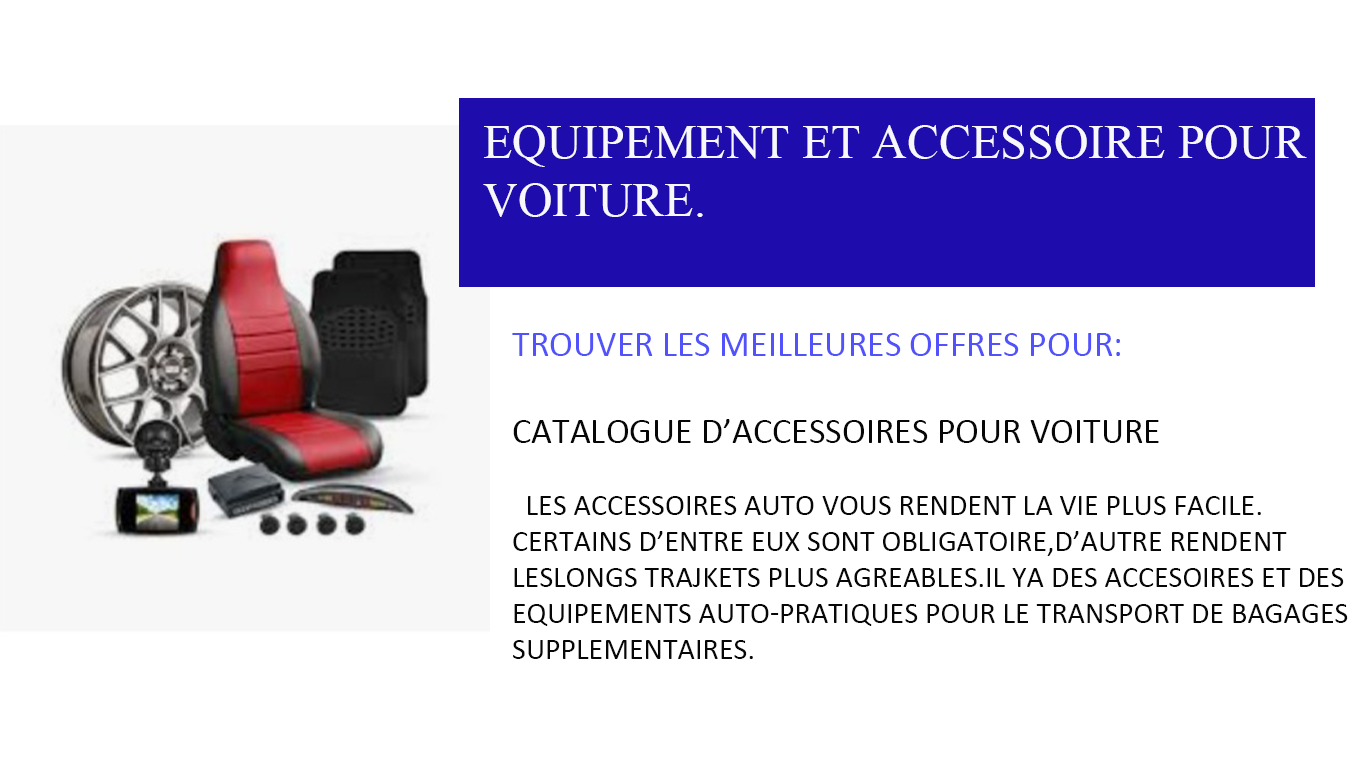 EQUIPEMENT ET ACCESSOIRE POUR
VOITURE.
TROUVER LES MEILLEURES OFFRES POUR:
CATALOGUE D’ACCESSOIRES POUR VOITURE
LES ACCESSOIRES AUTO VOUS RENDENT LA VIE PLUS FACILE.
CERTAINS D’ENTRE EUX SONT OBLIGATOIRE,D’AUTRE RENDENT
LESLONGS TRAJKETS PLUS AGREABLES.IL YA DES ACCESOIRES ET DES
EQUIPEMENTS AUTO-PRATIQUES POUR LE TRANSPORT DE BAGAGES
SUPPLEMENTAIRES.